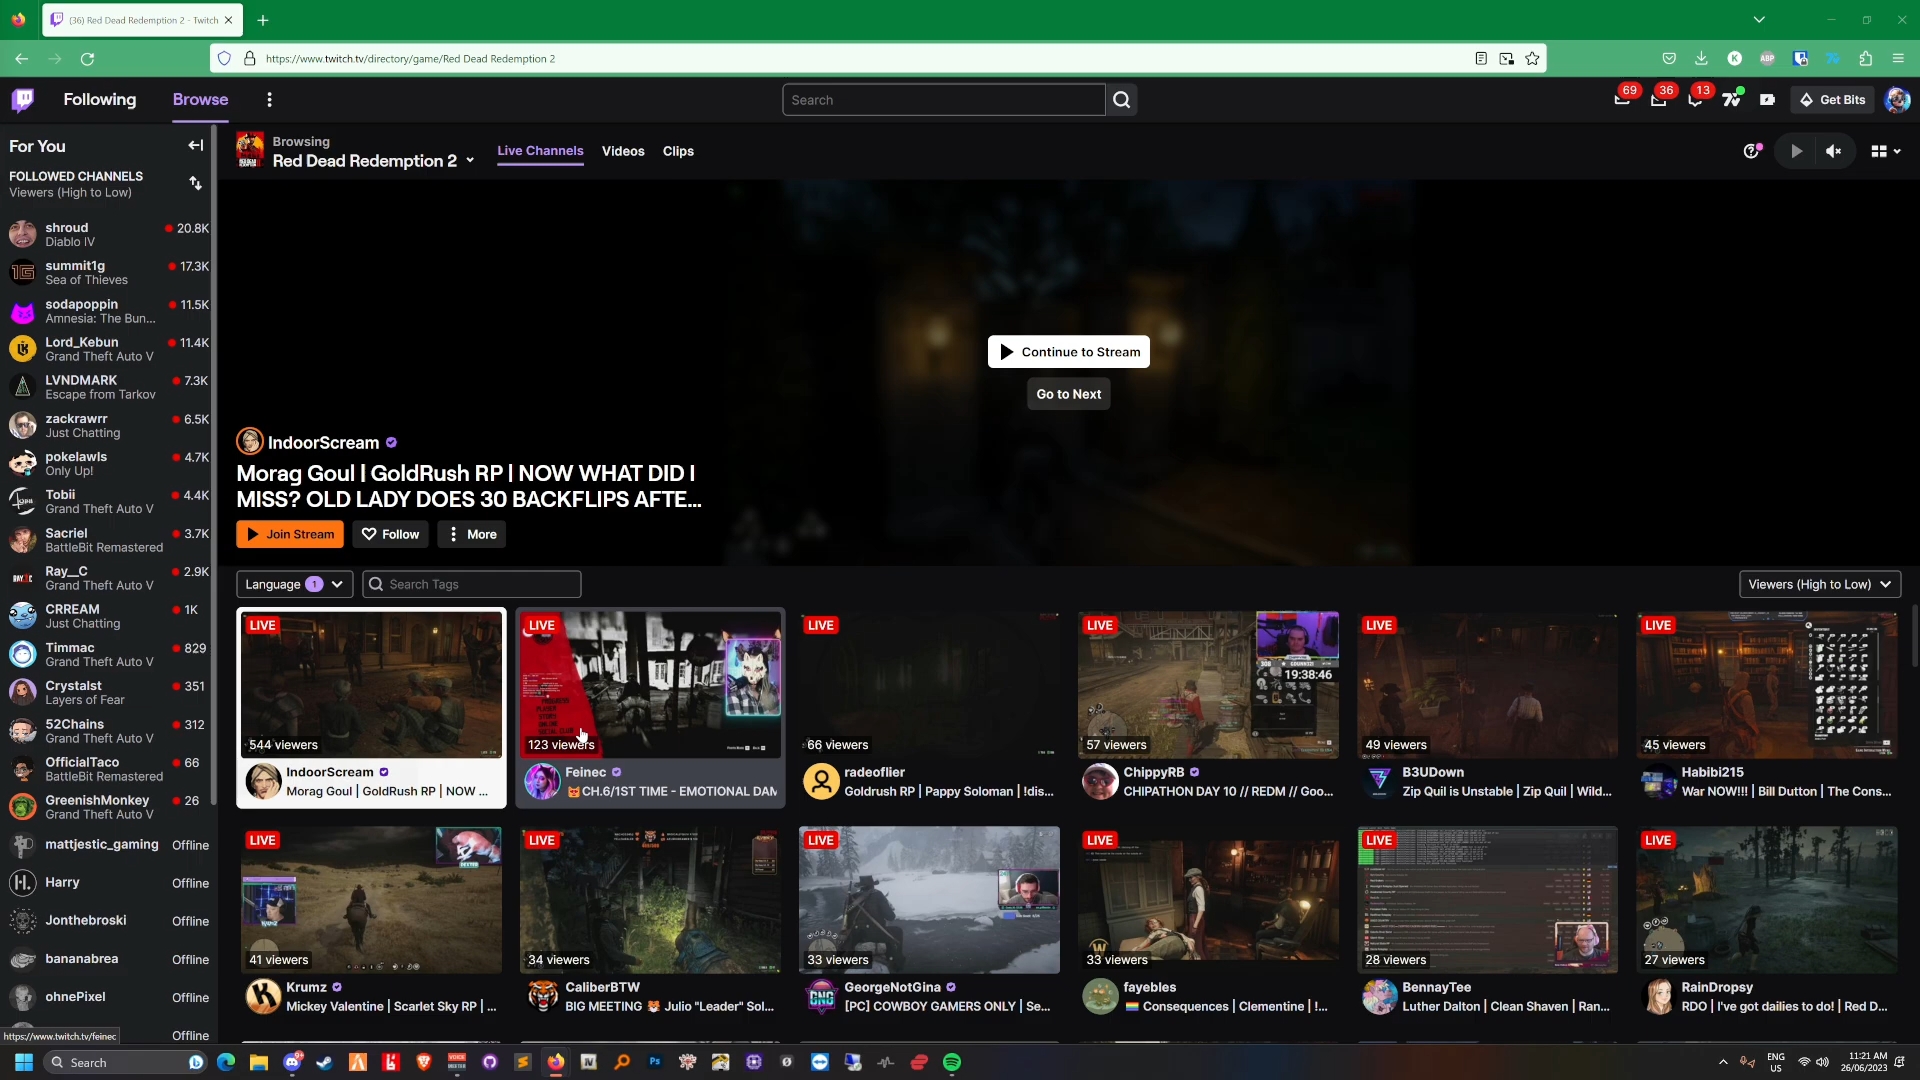 (36) Red Dead Redemption 2 - Twitch
https://www.twitch.tv/directory/game/Red Dead Redemption 2
K
ABP
Following
Browse
Search
69
36
13
Get Bits
For You
FOLLOWED CHANNELS
Viewers (High to Low)
shroud
20.8K
Diablo IV
summit1g
17.3K
Sea of Thieves
sodapoppin
11.5K
Amnesia: The Bun...
Lord_Kebun
11.4K
Grand Theft Auto V
LVNDMARK
7.3K
Escape from Tarkov
zackrawrr
6.5K
Just Chatting
pokelawls
4.7K
Only Up!
Tobii
4.4K
Grand Theft Auto V
Sacriel
3.7K
BattleBit Remastered
Ray__C
2.9K
Grand Theft Auto V
CRREAM
1K
Just Chatting
Timmac
829
Grand Theft Auto V
Crystalst
351
Layers of Fear
52Chains
312
Grand Theft Auto V
OfficialTaco
66
BattleBit Remastered
GreenishMonkey
26
Grand Theft Auto V
mattjestic_gaming
Offline
Harry
Offline
Jonthebroski
Offline
bananabrea
Offline
ohnePixel
Offline
Offline
https://www.twitch.tv/feinec
Browsing
Red Dead Redemption 2
Live Channels
Videos
Clips
Continue to Stream
Go to Next
IndoorScream
Morag Goul | GoldRush RP | NOW WHAT DID I
MISS? OLD LADY DOES 30 BACKFLIPS AFTE...
Join Stream
Follow
More
Language 1
Search Tags
Viewers (High to Low)
LIVE
544 viewers
IndoorScream
Morag Goul | GoldRush RP | NOW ...
LIVE
123 viewers
Feinec
CH.6/1ST TIME - EMOTIONAL DAM
LIVE
66 viewers
radeoflier
Goldrush RP | Pappy Soloman | !dis...
LIVE
19:38:46
57 viewers
ChippyRB
CHIPATHON DAY 10 // REDM // Goo...
LIVE
49 viewers
B3UDown
Zip Quil is Unstable | Zip Quil | Wild...
LIVE
45 viewers
Habibi215
War NOW!!! | Bill Dutton | The Cons...
LIVE
41 viewers
Krumz
Mickey Valentine | Scarlet Sky RP | ...
LIVE
34 viewers
CaliberBTW
BIG MEETING 🐯 Julio "Leader" Sol...
LIVE
33 viewers
GeorgeNotGina
[PC] COWBOY GAMERS ONLY | Se...
LIVE
33 viewers
fayebles
Consequences | Clementine | !...
LIVE
28 viewers
BennayTee
Luther Dalton | Clean Shaven | Ran...
LIVE
27 viewers
RainDropsy
RDO | I've got dailies to do! | Red D...
Search
ENG
US
11:21 AM
26/06/2023